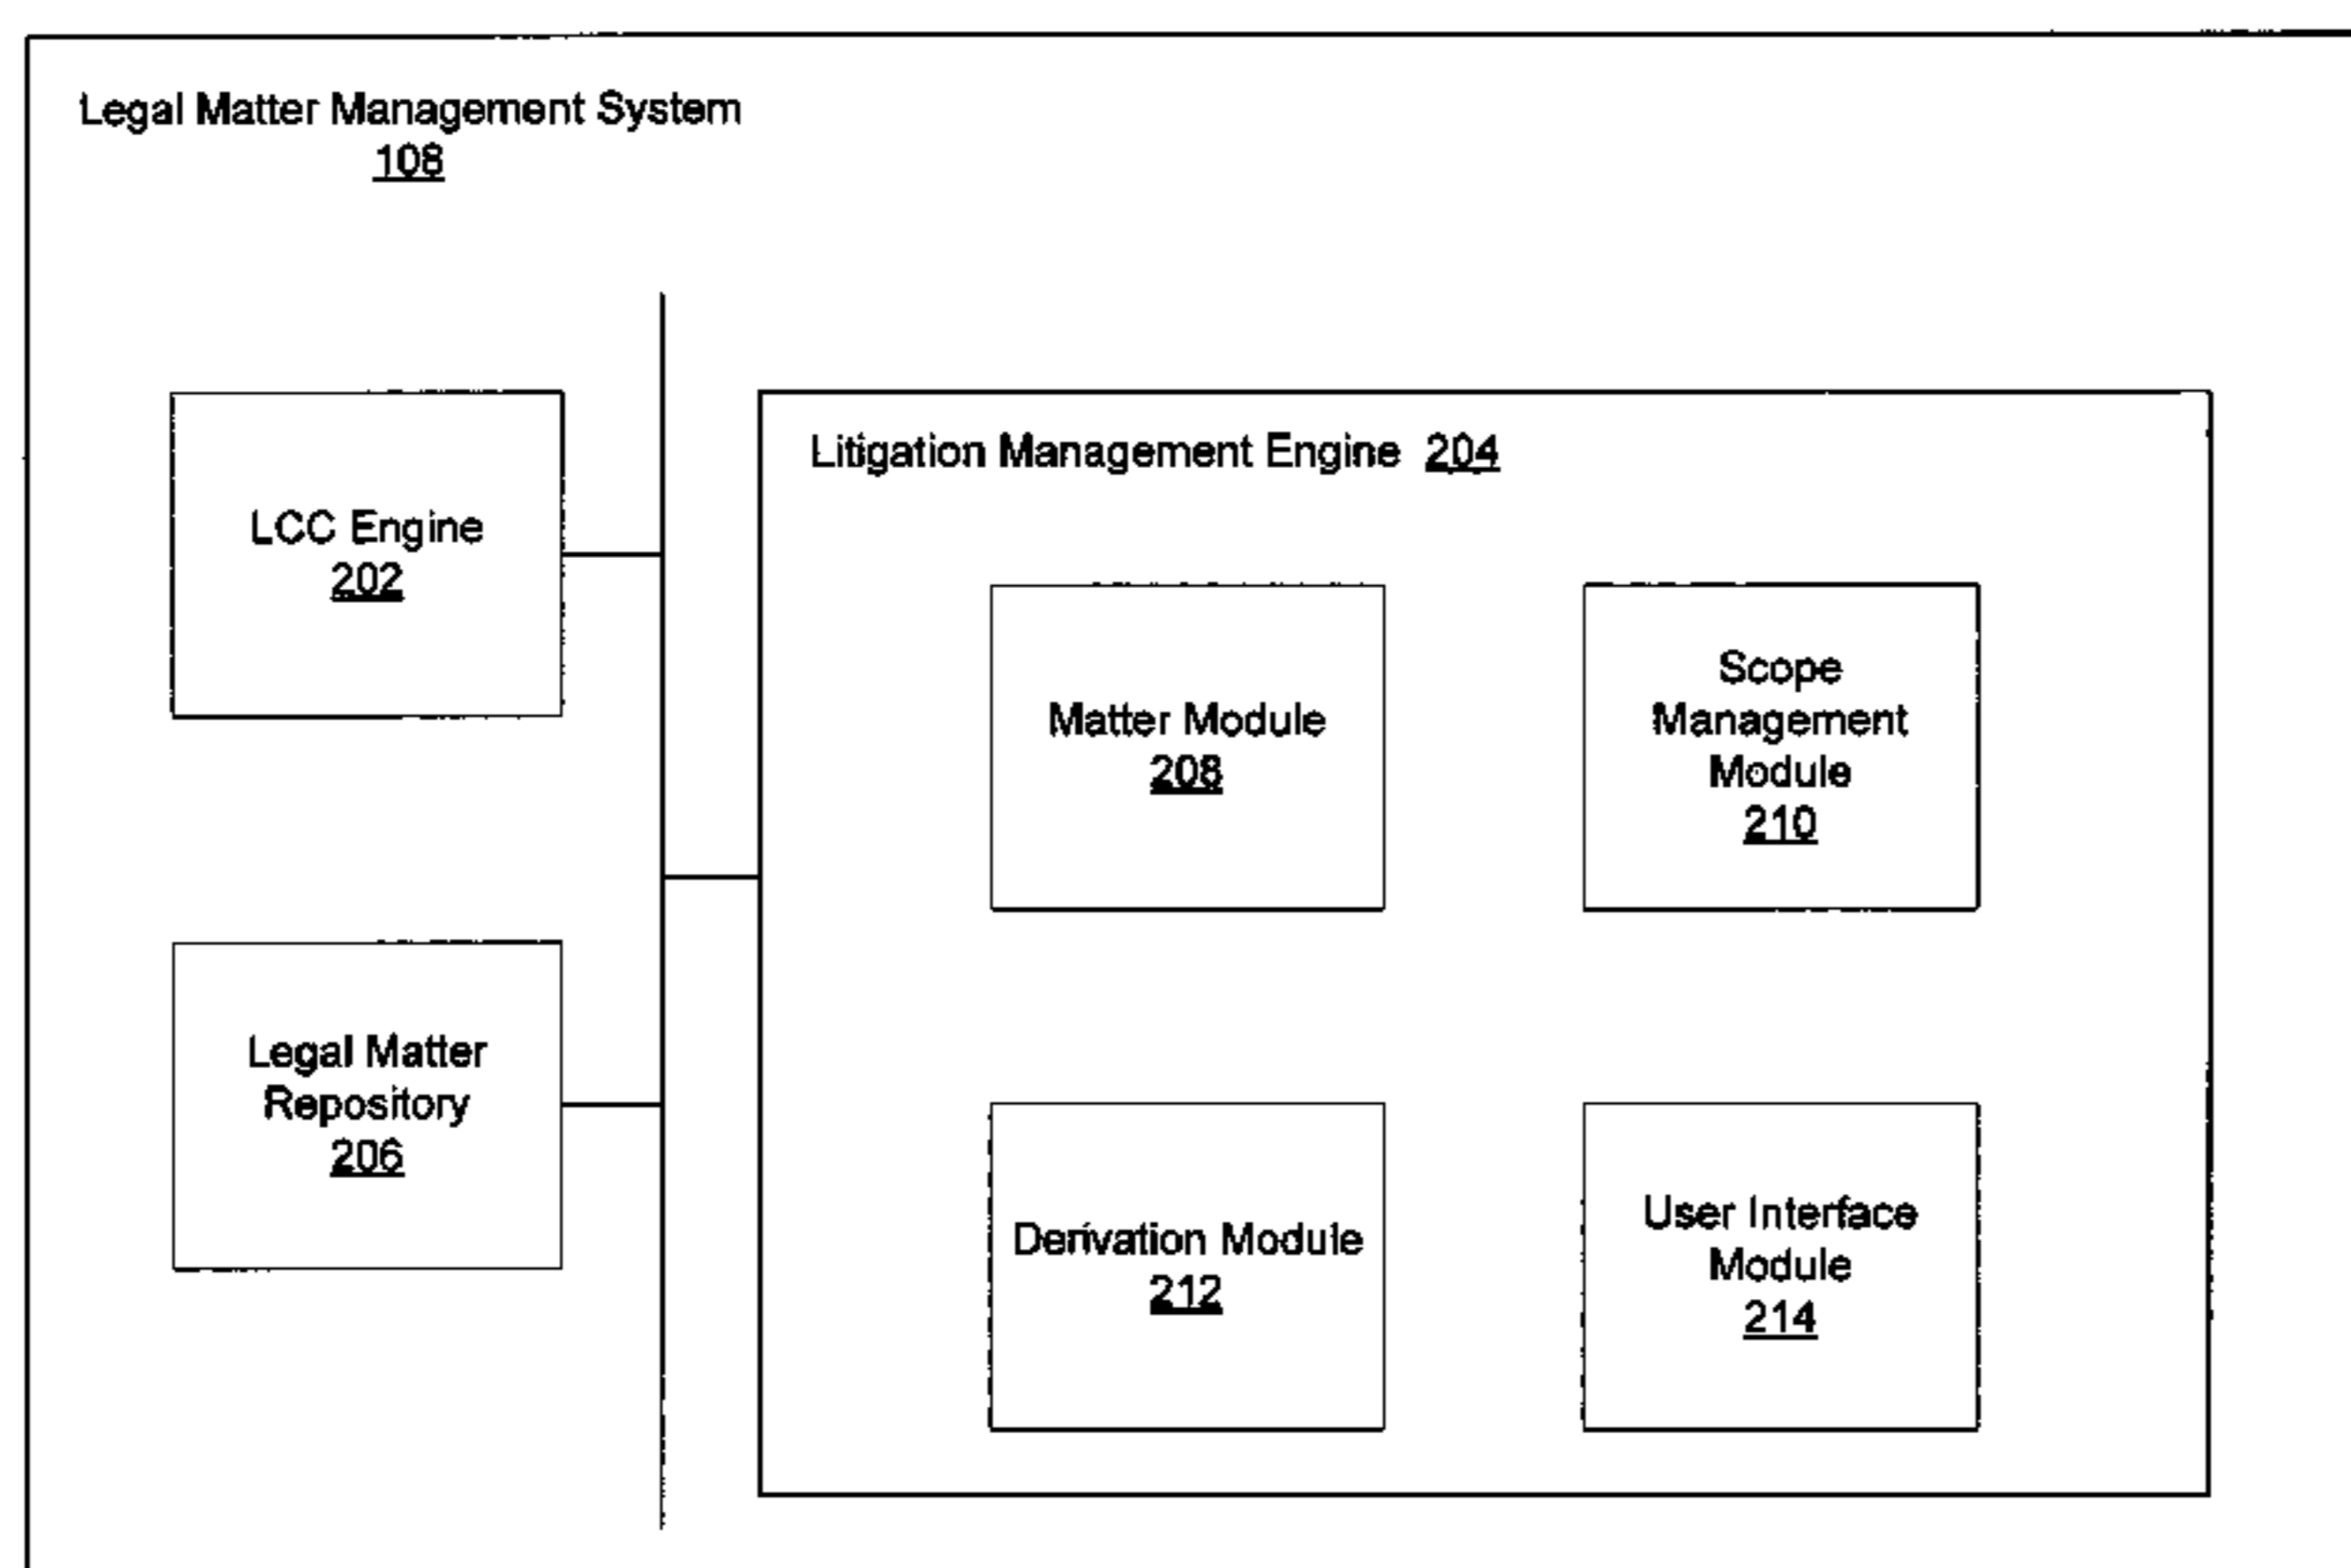 Legal Matter Management System
108
LCC Engine
202
Legal Matter
Repository
206
Litigation Management Engine 204
Matter Module
208
Scope
Management
Module
210
Derivation Module
212
User Interface
Module
214